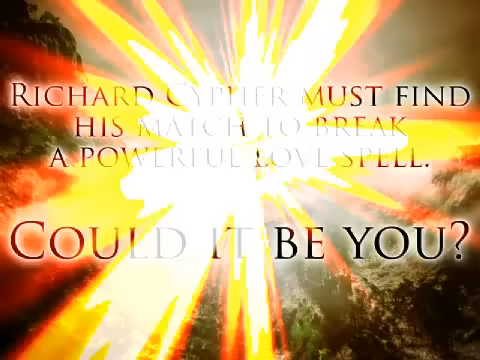 Richard Cypher must find
his match to break
a powerful love spell.
Could it be you?